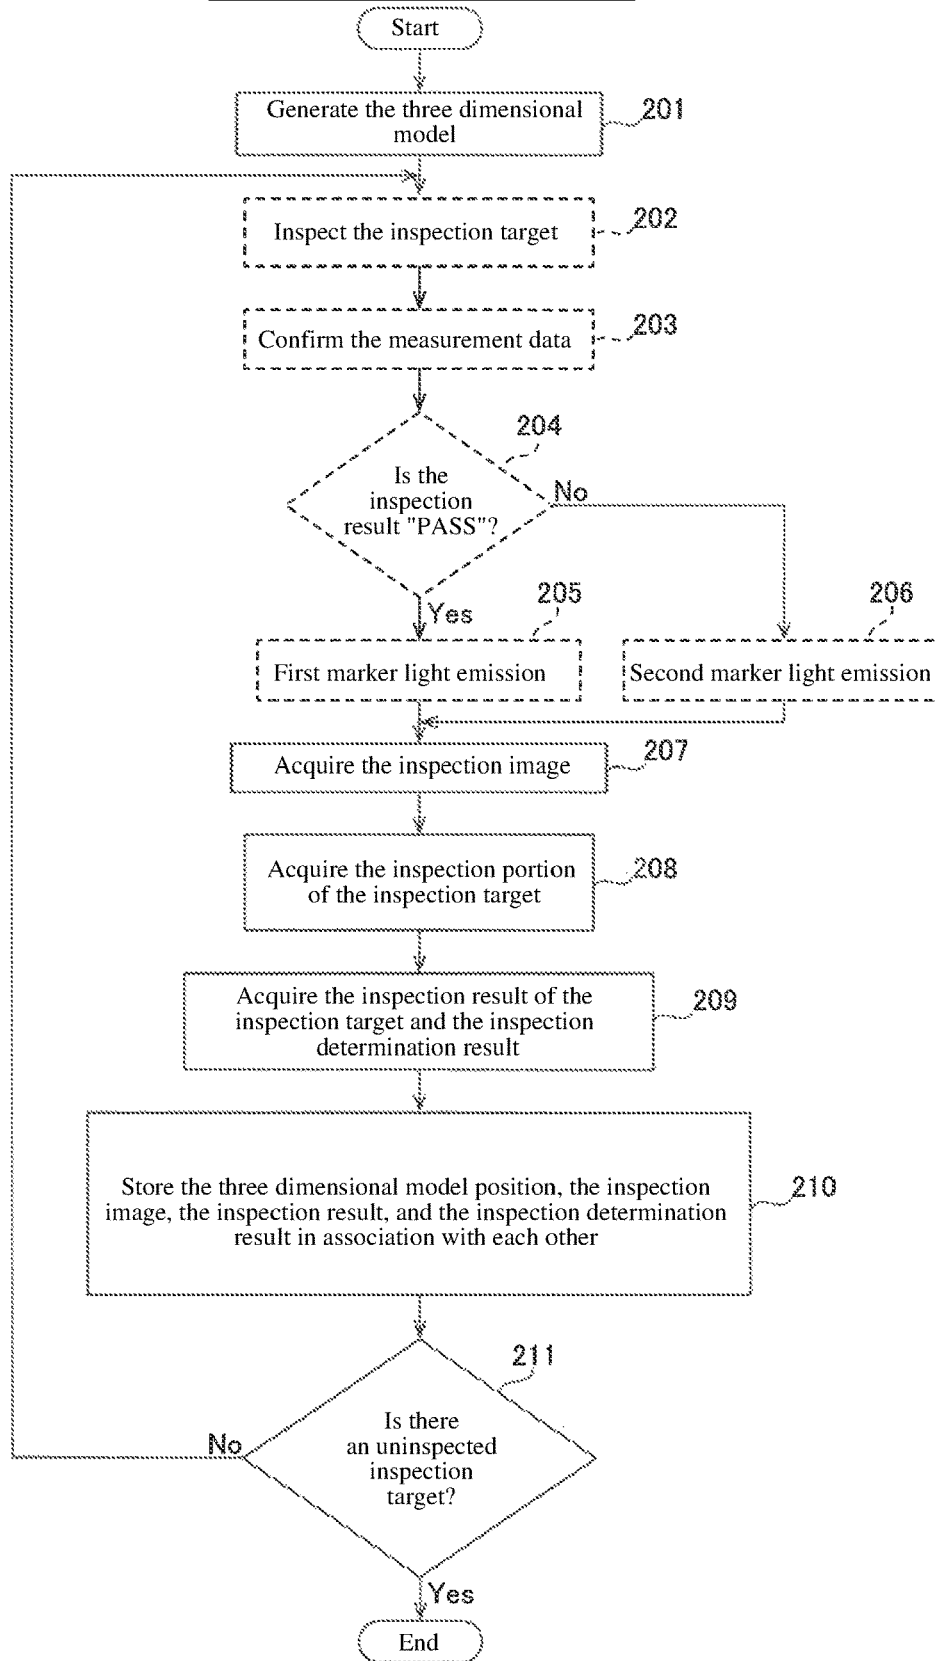 Start
Generate the three dimensional
model
201
Inspect the inspection target
202
Confirm the measurement data
203
204
Is the
inspection
result "PASS"?
No
Yes
205
206
First marker light emission
Second marker light emission
Acquire the inspection image
207
Acquire the inspection portion
of the inspection target
208
Acquire the inspection result of the
inspection target and the inspection
determination result
209
Store the three dimensional model position, the inspection
image, the inspection result, and the inspection determination
result in association with each other
210
211
Is there
an uninspected
inspection
target?
No
Yes
End